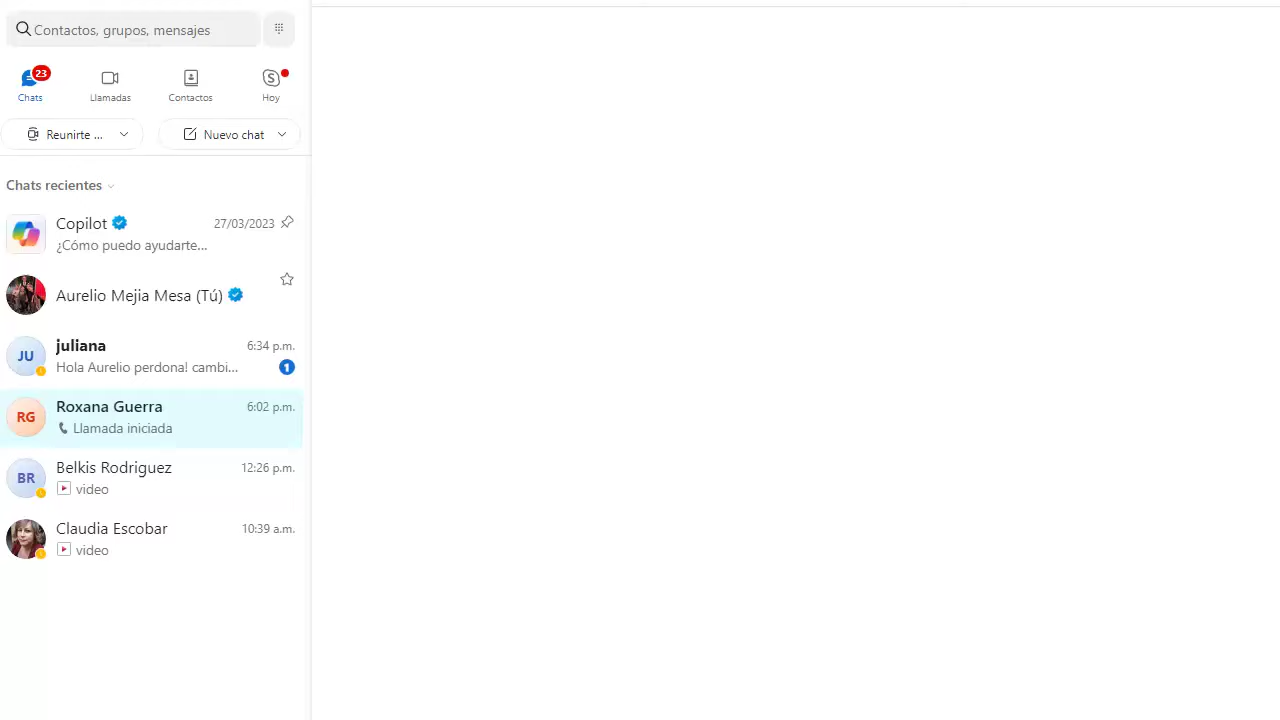 Contactos, grupos, mensajes
23
Chats
Llamadas
Contactos
Hoy
Reunirte ...
Nuevo chat
Chats recientes
Copilot
27/03/2023
¿Cómo puedo ayudarte...
Aurelio Mejia Mesa (Tú)
JU
juliana
6:34 p.m.
Hola Aurelio perdona! cambi...
1
RG
Roxana Guerra
6:02 p.m.
Llamada iniciada
BR
Belkis Rodriguez
12:26 p.m.
video
Claudia Escobar
10:39 a.m.
video